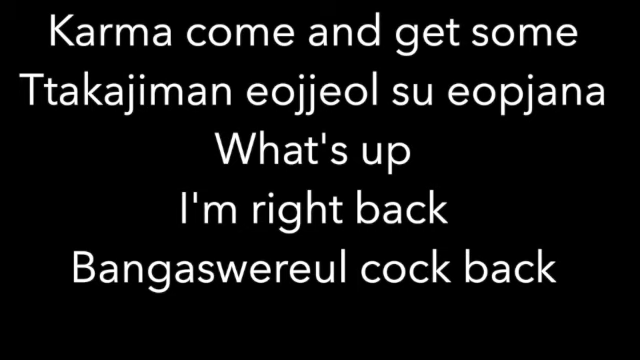 Karma come and get some
Ttakajiman eojjeol su eopjana
What's up
I'm right back
Bangaswereul cock back